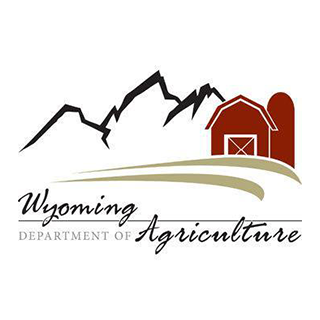 Wyoming
DEPARTMENT OF Agriculture